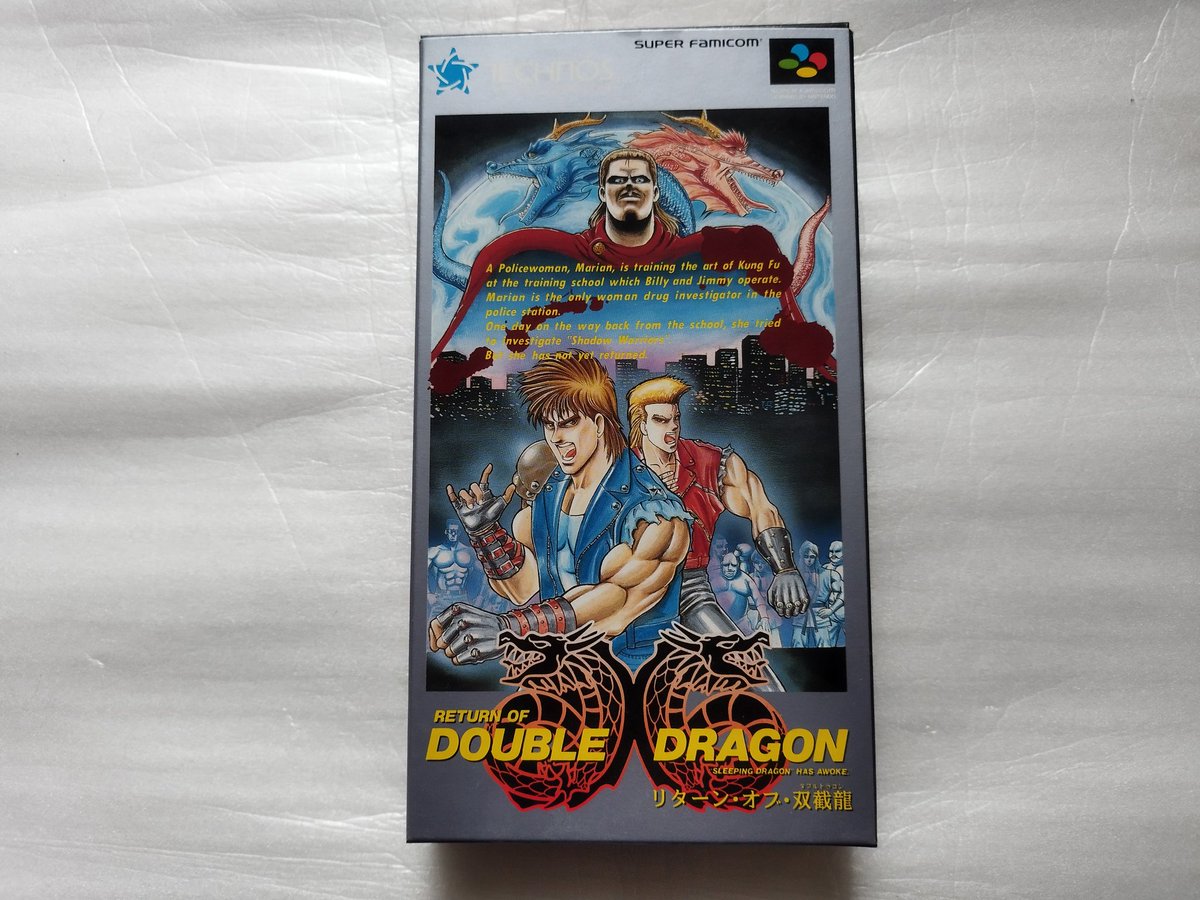 SUPER FAMICOM
TECHNOS
A Policewoman, Marian, is training the art of Kung Fu
at the training school which Billy and Jimmy operate.
Marian is the only woman drug investigator in the
police station.
One day on the way back from the school, she tried
to investigate "Shadow Warriors".
But she has not yet returned.
RETURN OF
DOUBLE DRAGON
"SLEEPING DRAGON" HAS AWOKE.
ダブルドラゴン
リターン・オブ・双截龍